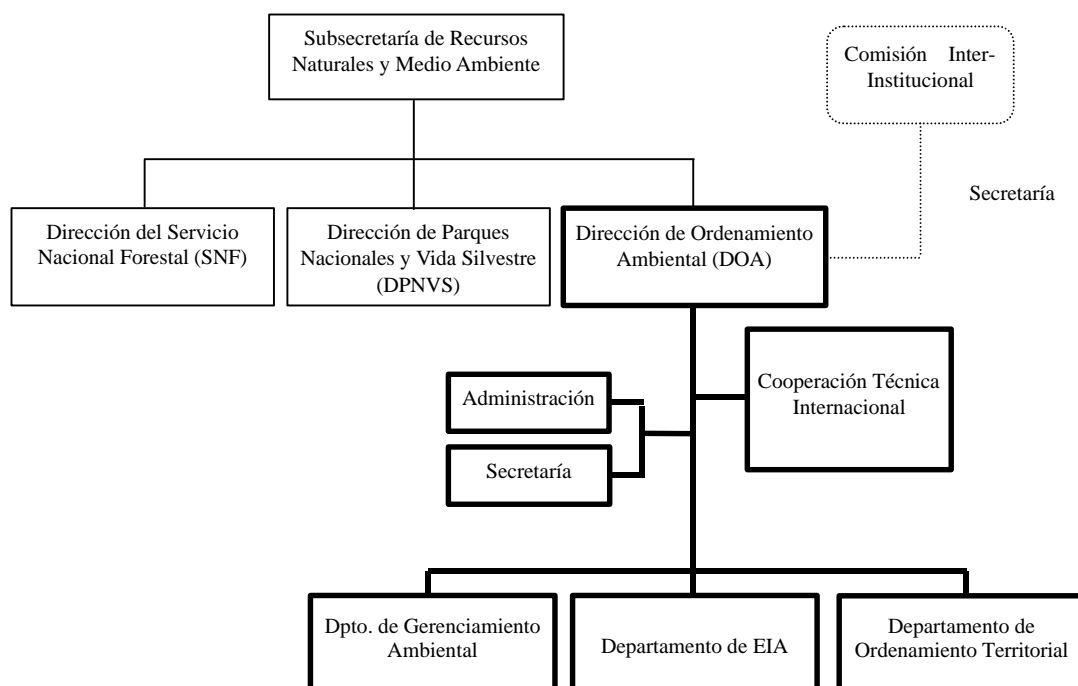 Subsecretaría de Recursos
Naturales y Medio Ambiente
Comisión Inter-
Institucional
Secretaría
Dirección del Servicio
Nacional Forestal (SNF)
Dirección de Parques
Nacionales y Vida Silvestre
(DPNVS)
Dirección de Ordenamiento
Ambiental (DOA)
Administración
Secretaría
Cooperación Técnica
Internacional
Dpto. de Gerenciamiento
Ambiental
Departamento de EIA
Departamento de
Ordenamiento Territorial